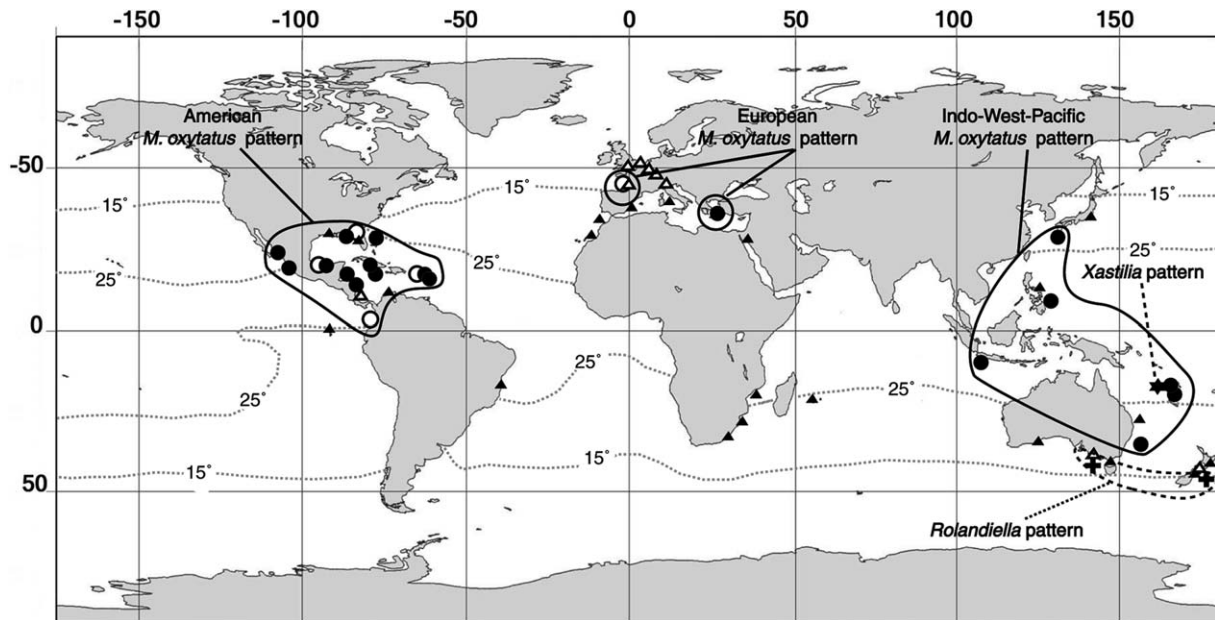 -150 -100 -50 0 50 100 150
American
M. oxytatus pattern
European
M. oxytatus pattern
Indo-West-Pacific
M. oxytatus pattern
-50
15°
15°
15°
25°
25°
25°
Xastilia pattern
0
25°
25°
15°
15°
50
Rolandiella pattern